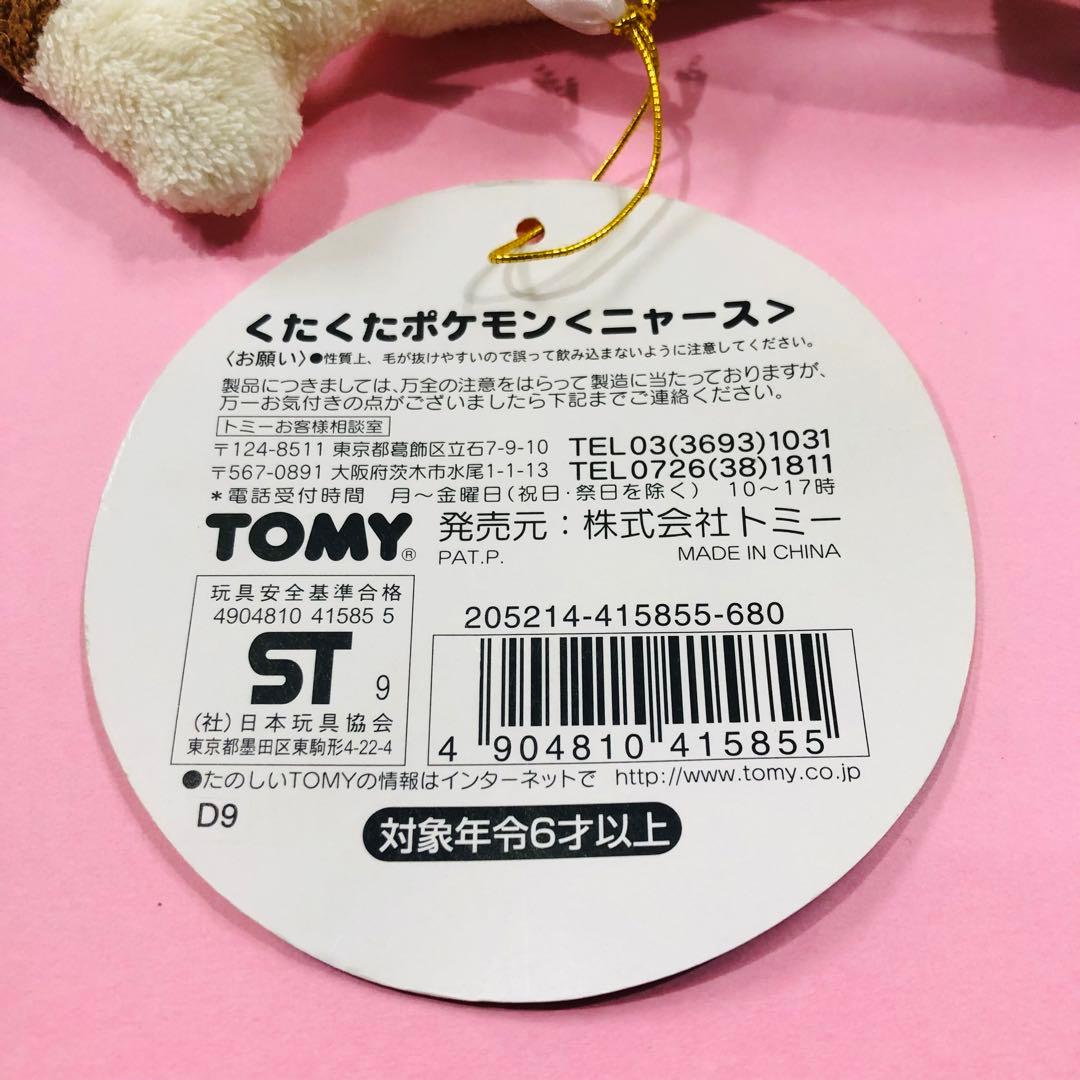 くたくたポケモン<ニャース>
〈お願い〉●性質上、毛が抜けやすいので誤って飲み込まないように注意してください。
製品につきましては、万全の注意をはらって製造に当たっておりますが、
万一お気付きの点がございましたら下記までご連絡ください。
トミーお客様相談室
〒124-8511 東京都葛飾区立石7-9-10 TEL03(3693)1031
〒567-0891 大阪府茨木市水尾1-1-13 TEL0726(38)1811
*電話受付時間 月〜金曜日(祝日・祭日を除く) 10〜17時
TOMY® 発売元:株式会社トミー
PAT.P. MADE IN CHINA
玩具安全基準合格
4904810 41585 5
ST 9
(社)日本玩具協会
東京都墨田区東駒形4-22-4
205214-415855-680
4 904810 415855
●たのしいTOMYの情報はインターネットで http://www.tomy.co.jp
D9
対象年令6才以上